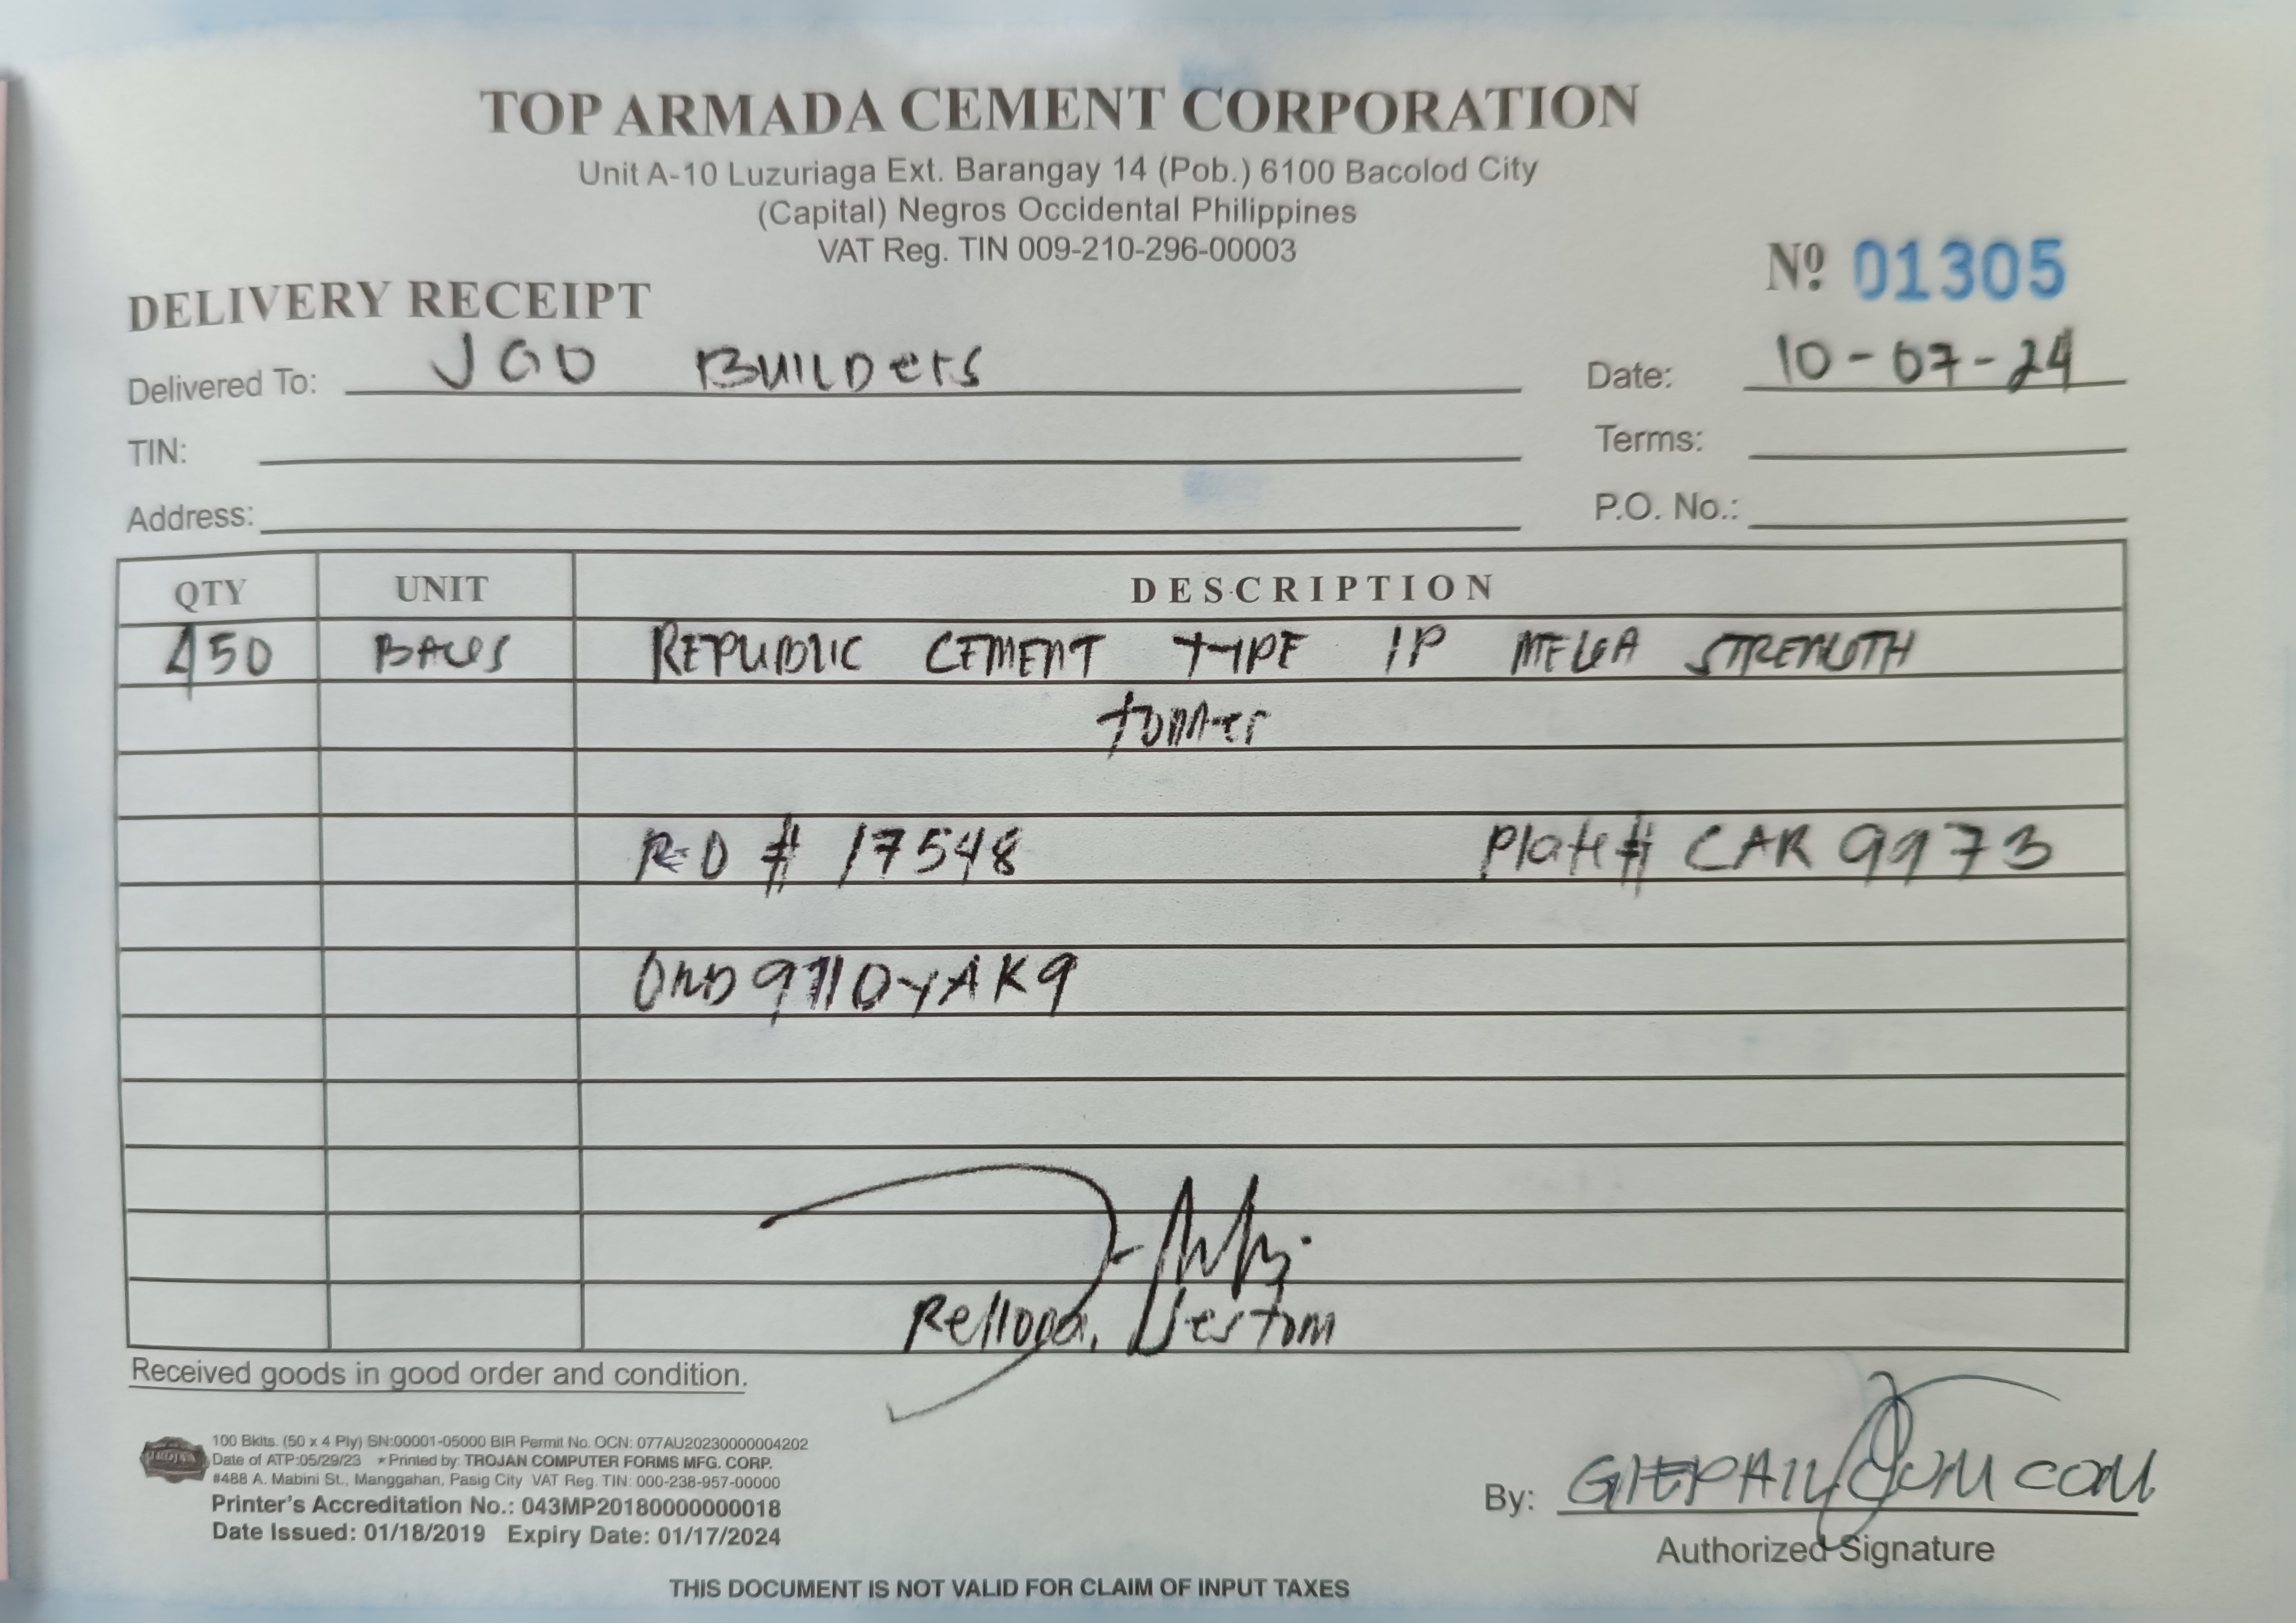 TOP ARMADA CEMENT CORPORATION
Unit A-10 Luzuriaga Ext. Barangay 14 (Pob.) 6100 Bacolod City
(Capital) Negros Occidental Philippines
VAT Reg. TIN 009-210-296-00003
Nº 01305
DELIVERY RECEIPT
Delivered To: JGD BUILDers Date: 10-07-24
TIN: Terms:
Address: P.O. No.:
QTY UNIT DESCRIPTION
450 BAGS REPUBLIC CEMENT TYPE 1P MEGA STRENGTH
tonner
R-O # 17548 Plate# CAR 9973
Relloga, Jestom
Received goods in good order and condition.
TROJAN
100 Bklts. (50 x 4 Ply) SN:00001-05000 BIR Permit No. OCN: 077AU20230000004202
Date of ATP:05/29/23 *Printed by: TROJAN COMPUTER FORMS MFG. CORP.
#488 A. Mabini St., Manggahan, Pasig City VAT Reg. TIN: 000-238-957-00000
Printer's Accreditation No.: 043MP20180000000018
Date Issued: 01/18/2019 Expiry Date: 01/17/2024
By:
Authorized Signature
THIS DOCUMENT IS NOT VALID FOR CLAIM OF INPUT TAXES